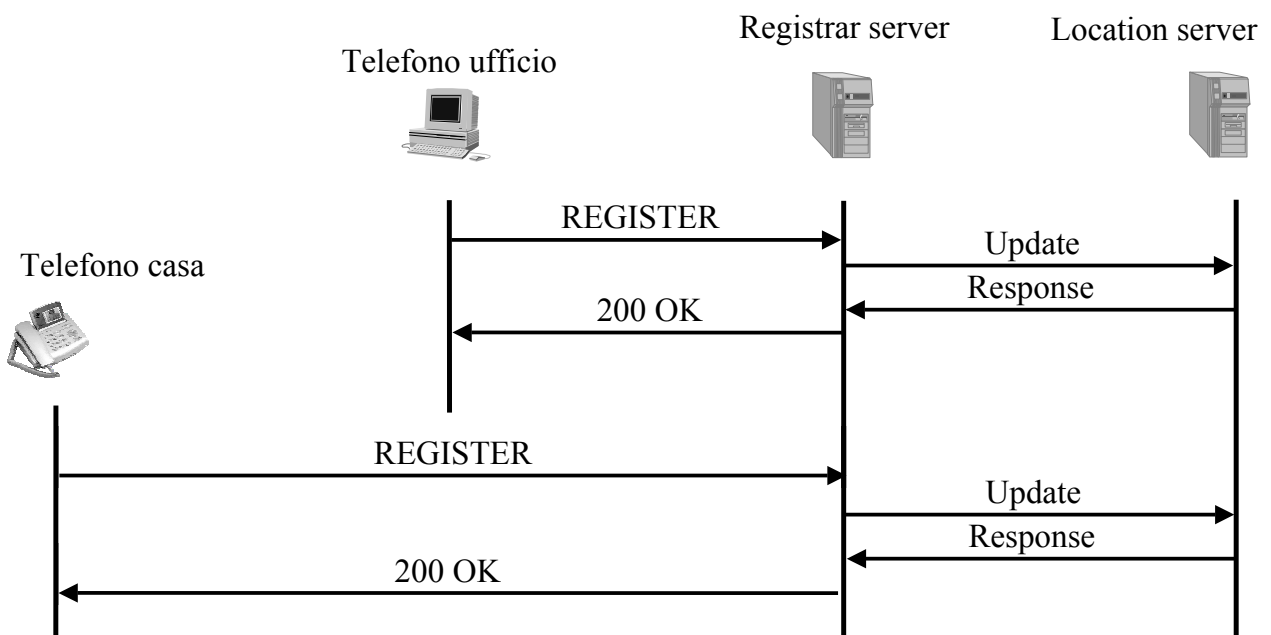 Registrar server
Location server
Telefono ufficio
REGISTER
Update
Telefono casa
Response
200 OK
REGISTER
Update
Response
200 OK